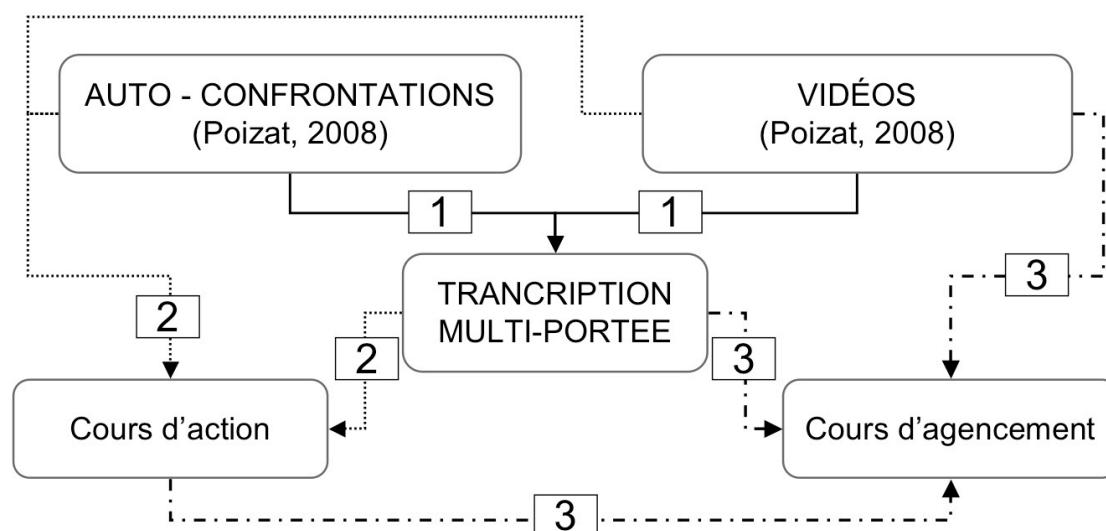 AUTO - CONFRONTATIONS
(Poizat, 2008)
VIDÉOS
(Poizat, 2008)
1
1
TRANCRIPTION
MULTI-PORTEE
3
2
2
3
Cours d’action
Cours d’agencement
3